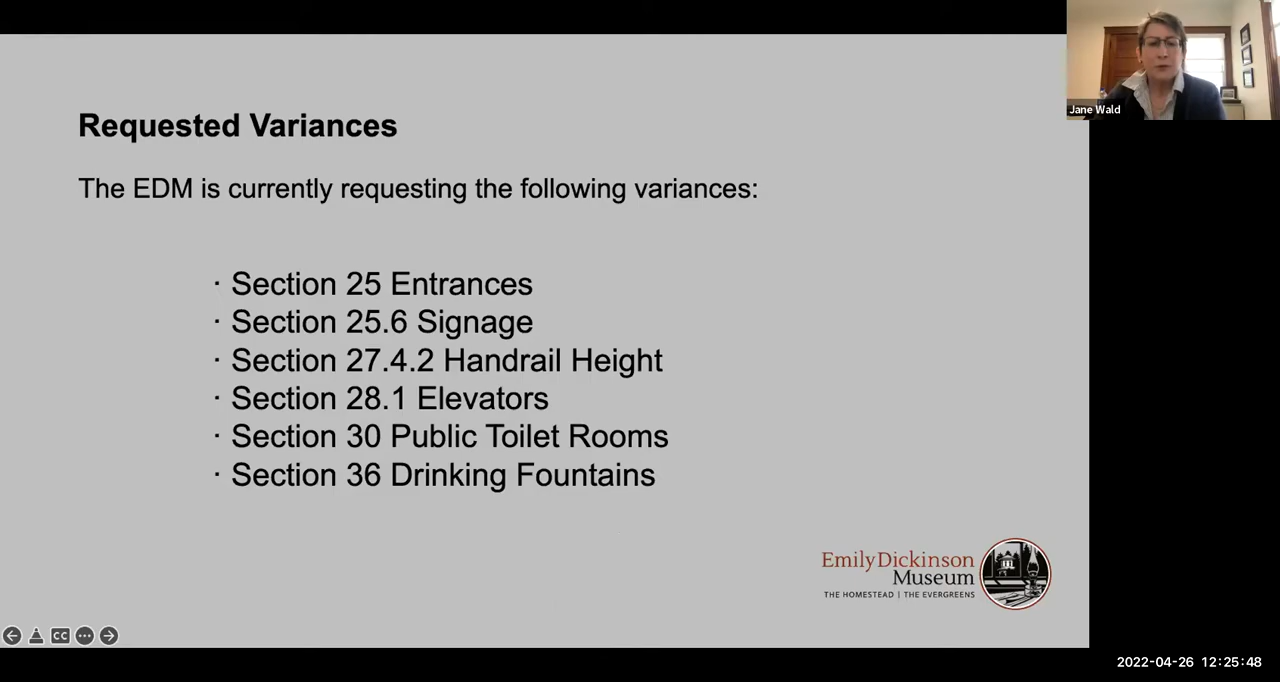 Jane Wald
Requested Variances
The EDM is currently requesting the following variances:
· Section 25 Entrances
· Section 25.6 Signage
· Section 27.4.2 Handrail Height
· Section 28.1 Elevators
· Section 30 Public Toilet Rooms
· Section 36 Drinking Fountains
EmilyDickinson
Museum
THE HOMESTEAD | THE EVERGREENS
CC
2022-04-26 12:25:48